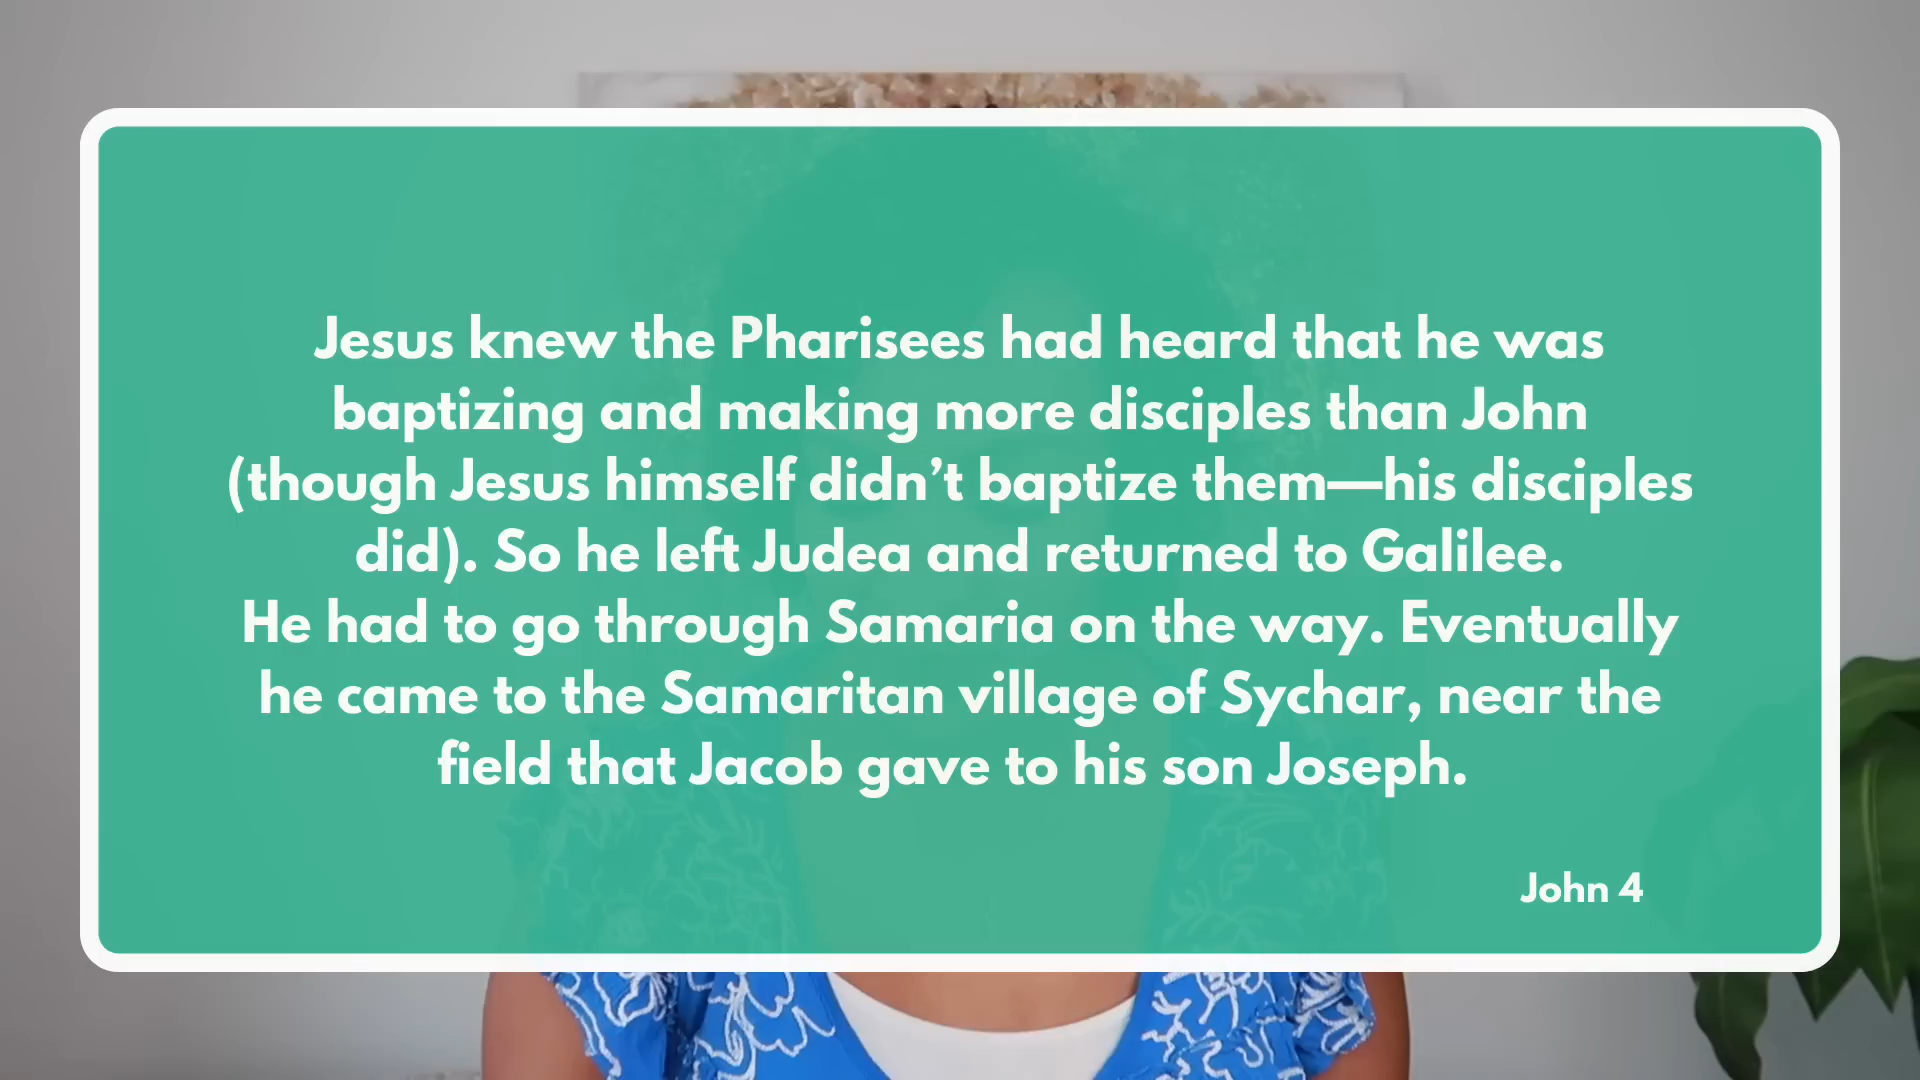 Jesus knew the Pharisees had heard that he was
baptizing and making more disciples than John
(though Jesus himself didn’t baptize them—his disciples
did). So he left Judea and returned to Galilee.
He had to go through Samaria on the way. Eventually
he came to the Samaritan village of Sychar, near the
field that Jacob gave to his son Joseph.
John 4